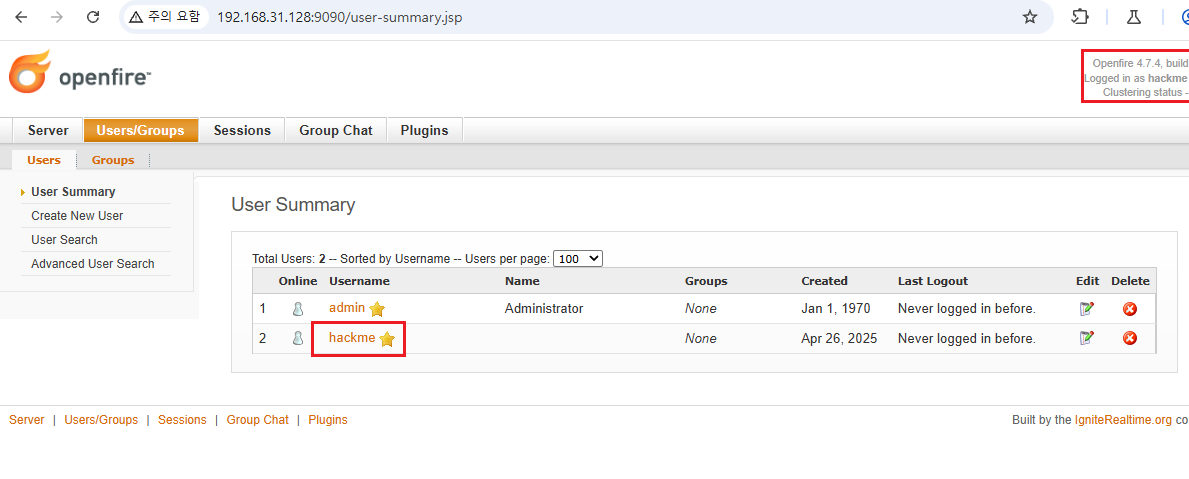 주의 요함 192.168.31.128:9090/user-summary.jsp
openfire™
Openfire 4.7.4, build
Logged in as hackme
Clustering status -
Server Users/Groups Sessions Group Chat Plugins
Users Groups
User Summary
Create New User
User Search
Advanced User Search
User Summary
Total Users: 2 -- Sorted by Username -- Users per page: 100
Online Username Name Groups Created Last Logout Edit Delete
1 admin Administrator None Jan 1, 1970 Never logged in before.
2 hackme None Apr 26, 2025 Never logged in before.
Server | Users/Groups | Sessions | Group Chat | Plugins
Built by the IgniteRealtime.org co